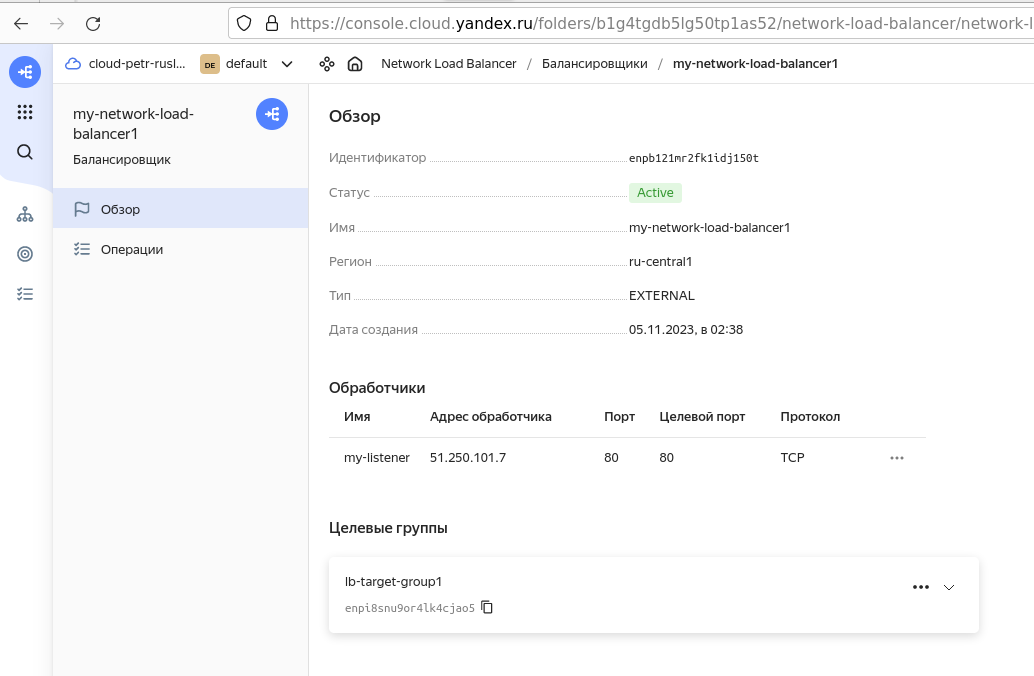 https://console.cloud.yandex.ru/folders/b1g4tgdb5lg50tp1as52/network-load-balancer/network-l
cloud-petr-rusl... DE default Network Load Balancer / Балансировщики / my-network-load-balancer1
my-network-load-
balancer1
Балансировщик
Обзор
Операции
Обзор
Идентификатор enpb121mr2fk1idj150t
Статус Active
Имя my-network-load-balancer1
Регион ru-central1
Тип EXTERNAL
Дата создания 05.11.2023, в 02:38
Обработчики
Имя Адрес обработчика Порт Целевой порт Протокол
my-listener 51.250.101.7 80 80 TCP
Целевые группы
lb-target-group1
enpi8snu9or4lk4cjao5